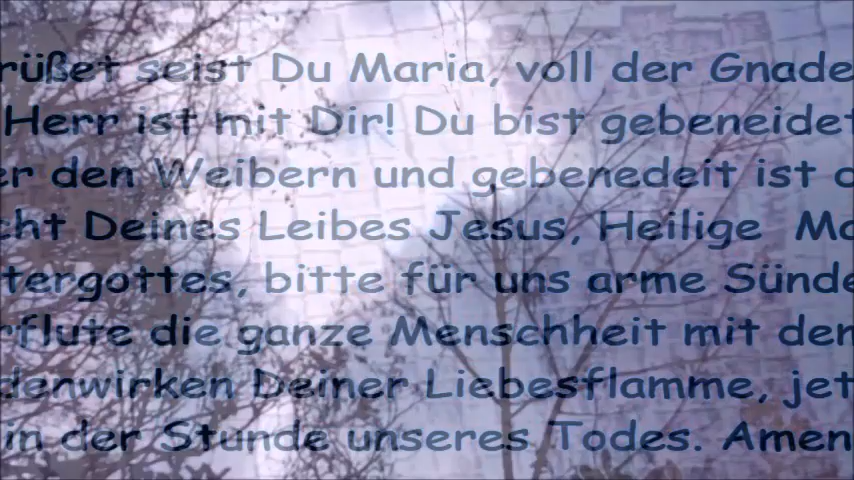 rüßet seist Du Maria, voll der Gnade
Herr ist mit Dir! Du bist gebeneidet
er den Weibern und gebenedeit ist d
cht Deines Leibes Jesus, Heilige Ma
tergottes, bitte für uns arme Sünde
rflute die ganze Menschheit mit dem
denwirken Deiner Liebesflamme, jet
in der Stunde unseres Todes. Amen